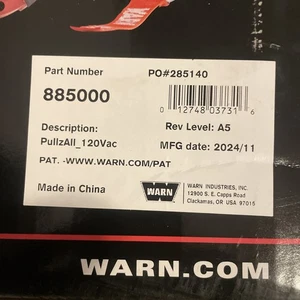 Part Number
PO#285140
885000
0 12748 03731 6
Description:
Rev Level: A5
PullzAll_120Vac
MFG date: 2024/11
PAT. -WWW.WARN.COM/PAT
Made in China
WARN
WARN INDUSTRIES, INC.
12900 S. E. Capps Road
Clackamas, OR USA 97015
WARN.COM